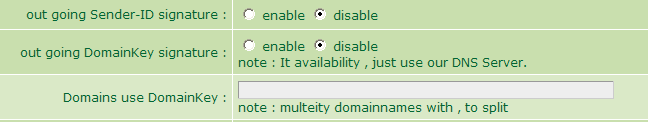 out going Sender-ID signature : enable disable
out going DomainKey signature : enable disable
note : It availability , just use our DNS Server.
Domains use DomainKey :
note : multeity domainnames with , to split